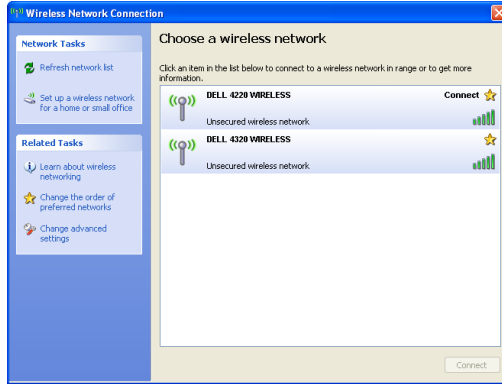 Wireless Network Connection
Network Tasks
Refresh network list
Set up a wireless network
for a home or small office
Related Tasks
Learn about wireless
networking
Change the order of
preferred networks
Change advanced
settings
Choose a wireless network
Click an item in the list below to connect to a wireless network in range or to get more
information.
DELL 4220 WIRELESS Connect
Unsecured wireless network
DELL 4320 WIRELESS
Unsecured wireless network
Connect